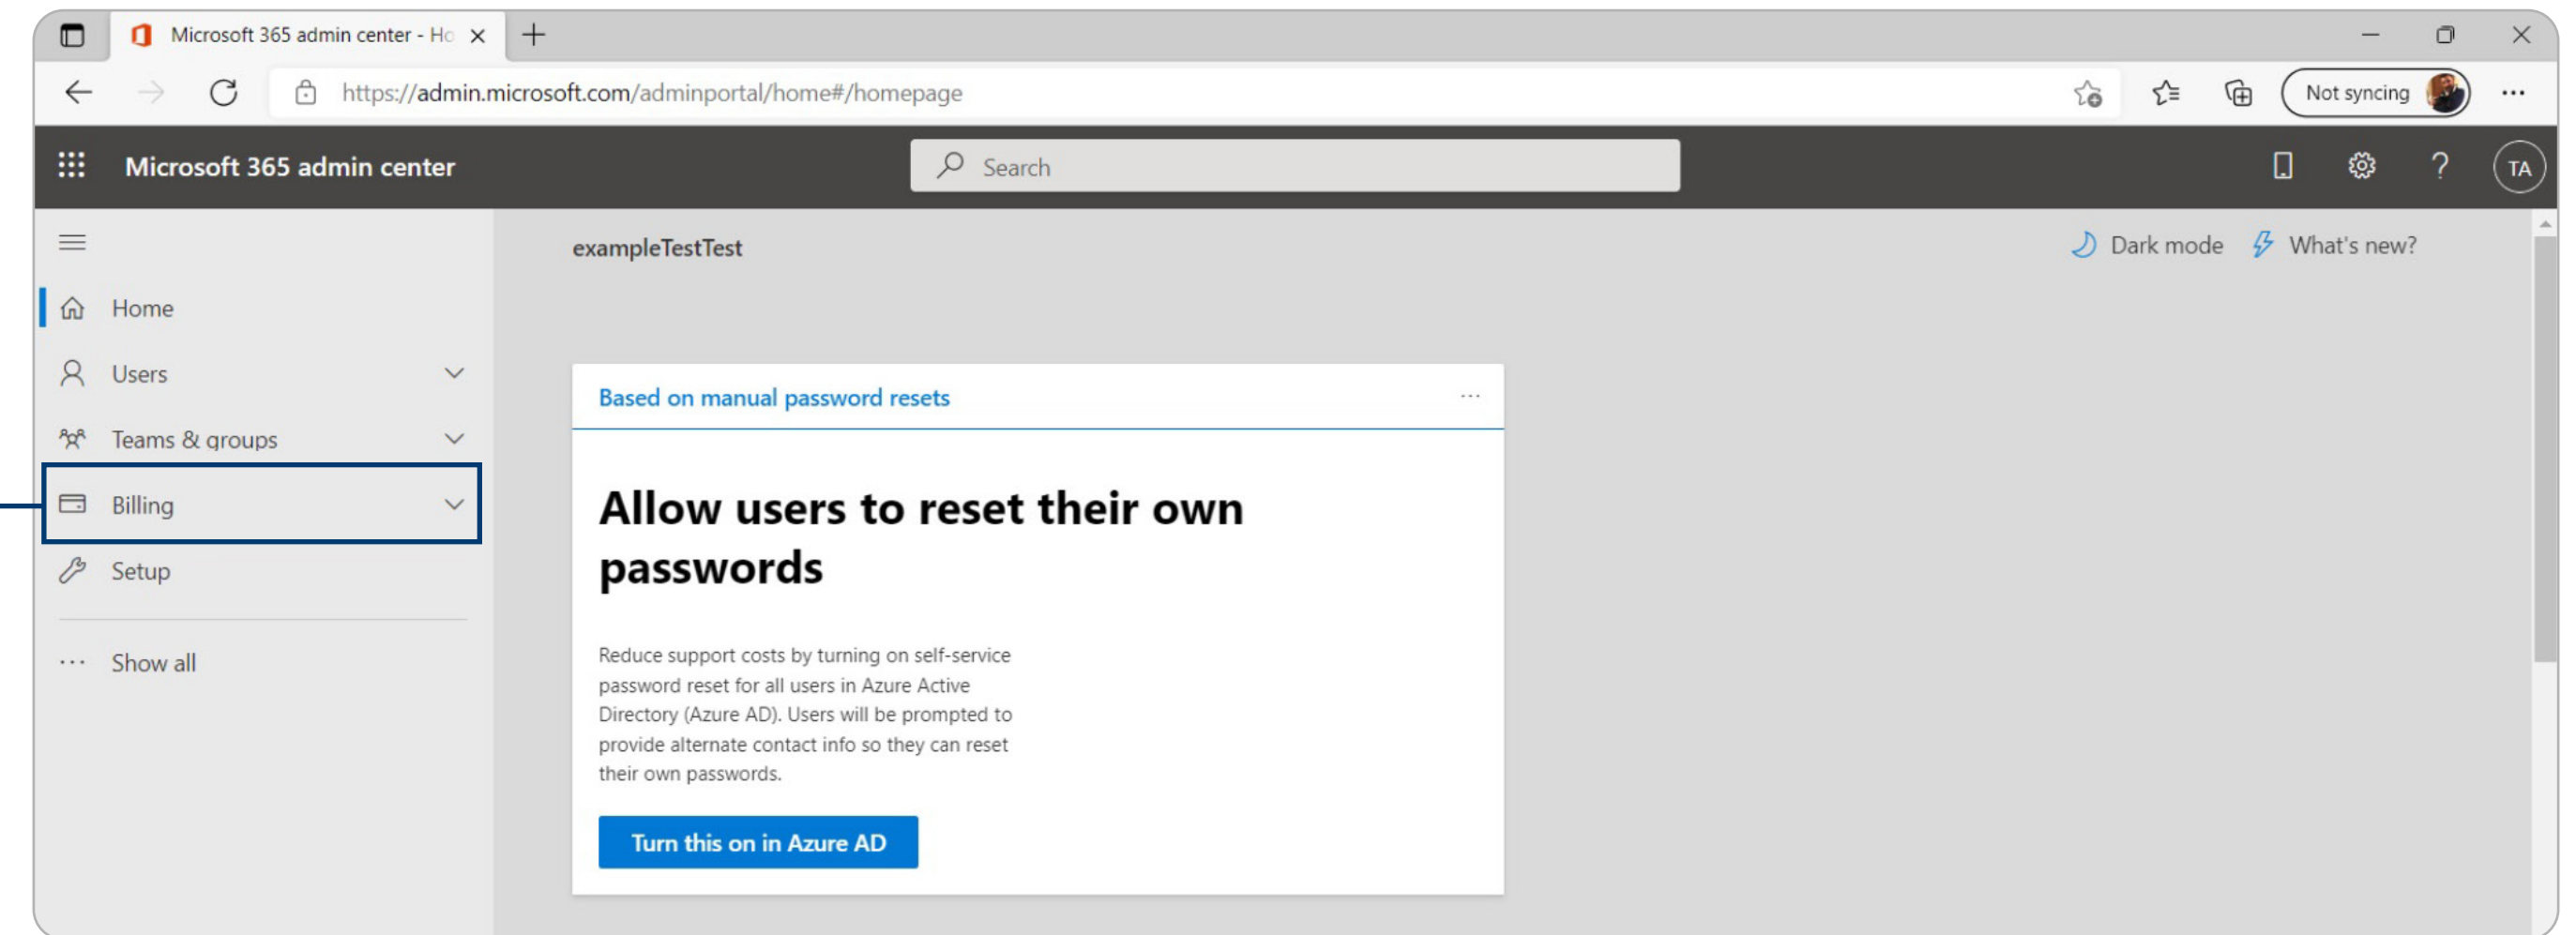 Microsoft 365 admin center - Ho
https://admin.microsoft.com/adminportal/home#/homepage
Not syncing
Microsoft 365 admin center
Search
?
TA
exampleTestTest
Dark mode
What's new?
Home
Users
Teams & groups
Billing
Setup
Show all
Based on manual password resets
Allow users to reset their own
passwords
Reduce support costs by turning on self-service
password reset for all users in Azure Active
Directory (Azure AD). Users will be prompted to
provide alternate contact info so they can reset
their own passwords.
Turn this on in Azure AD